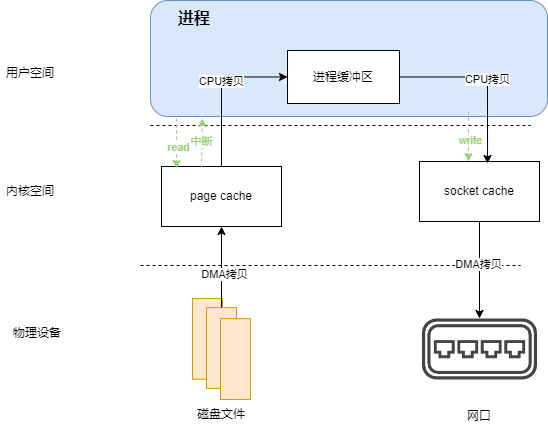 进程
用户空间
进程缓冲区
CPU拷贝
CPU拷贝
read
中断
write
内核空间
page cache
socket cache
DMA拷贝
DMA拷贝
物理设备
磁盘文件
网口